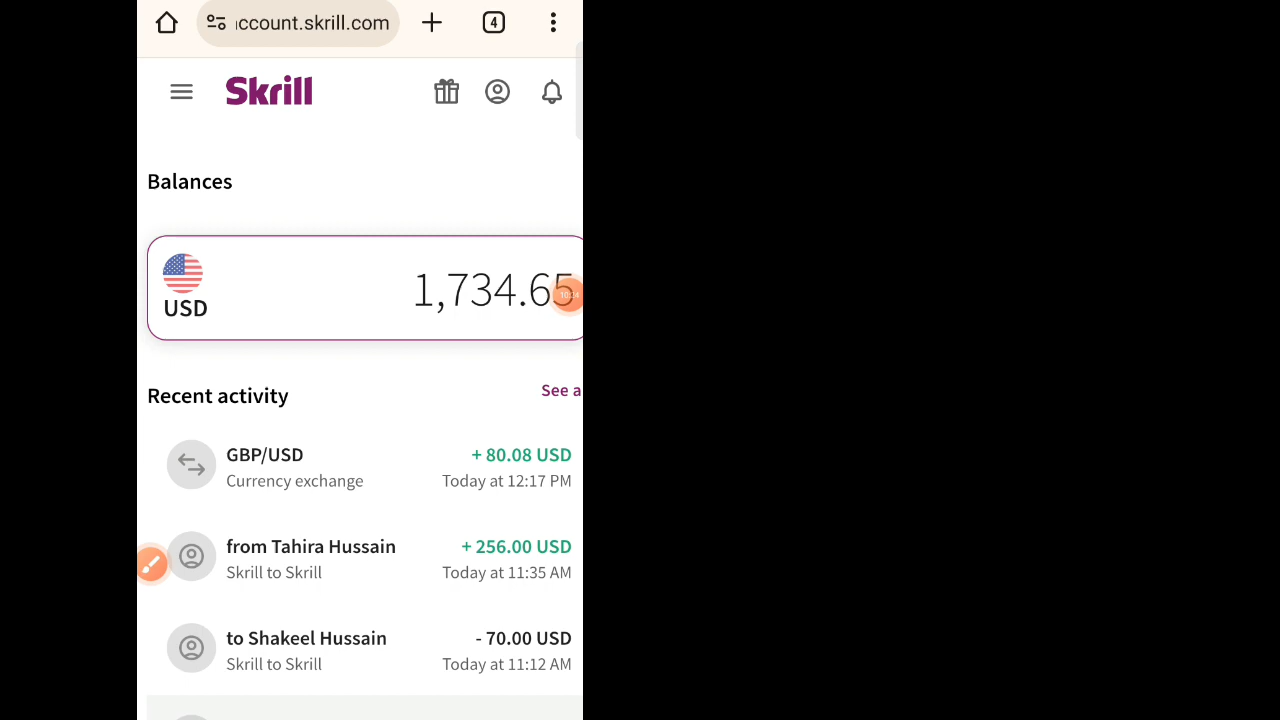 ccount.skrill.com
4
Skrill
Balances
USD
1,734.65
Recent activity
See a
GBP/USD
+ 80.08 USD
Currency exchange
Today at 12:17 PM
from Tahira Hussain
+ 256.00 USD
Skrill to Skrill
Today at 11:35 AM
to Shakeel Hussain
- 70.00 USD
Skrill to Skrill
Today at 11:12 AM